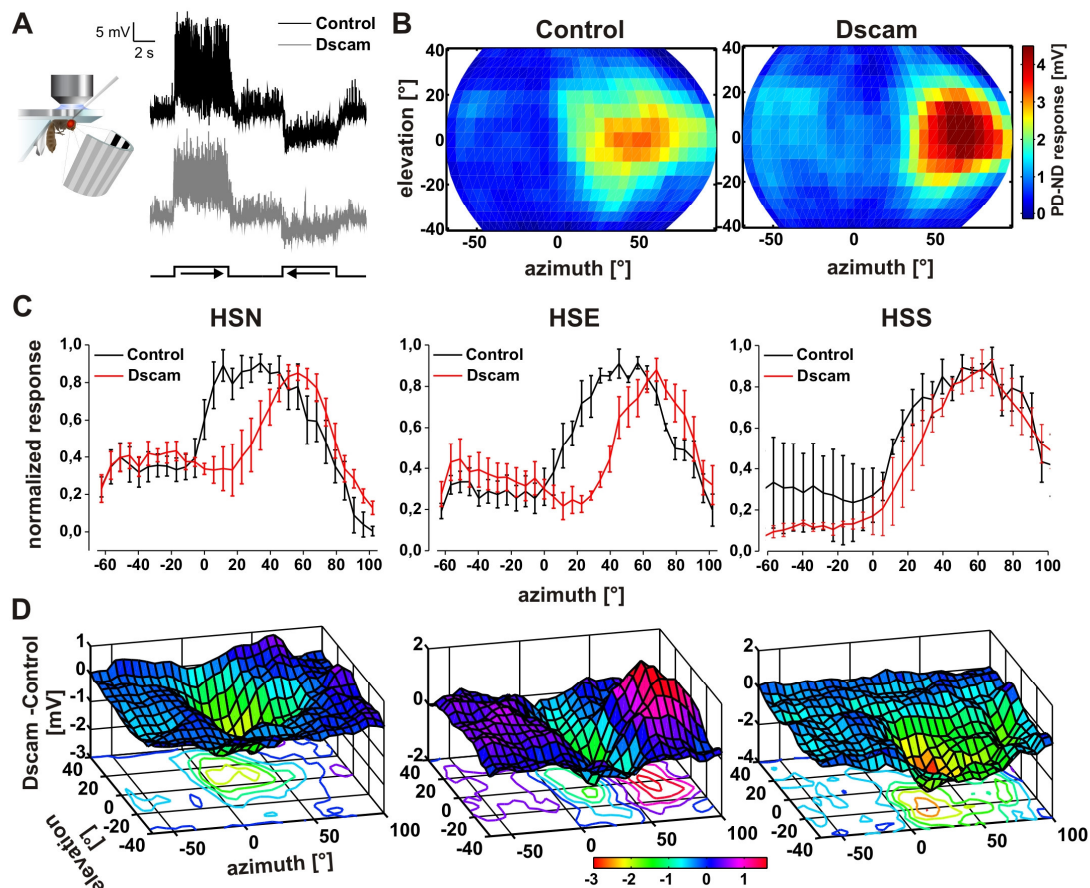 A
5 mV
2 s
Control
Dscam
B
Control
Dscam
elevation [°]
40
20
0
-20
-40
-50
0
50
azimuth [°]
40
20
0
-20
-40
-50
0
50
azimuth [°]
4
3
2
1
0
PD-ND response [mV]
C
HSN
HSE
HSS
normalized response
1,0
0,8
0,6
0,4
0,2
0,0
Control
Dscam
-60 -40 -20 0 20 40 60 80 100
1,0
0,8
0,6
0,4
0,2
0,0
Control
Dscam
-60 -40 -20 0 20 40 60 80 100
1,0
0,8
0,6
0,4
0,2
0,0
Control
Dscam
-60 -40 -20 0 20 40 60 80 100
azimuth [°]
D
Dscam -Control
[mV]
1
0
-1
-2
-3
40
20
0
-20
elevation
[°]
-50
0
50
100
azimuth [°]
2
0
-2
40
20
0
-20
-40
-50
0
50
100
2
0
-2
-4
40
20
0
-20
-40
-50
0
50
100
-3 -2 -1 0 1